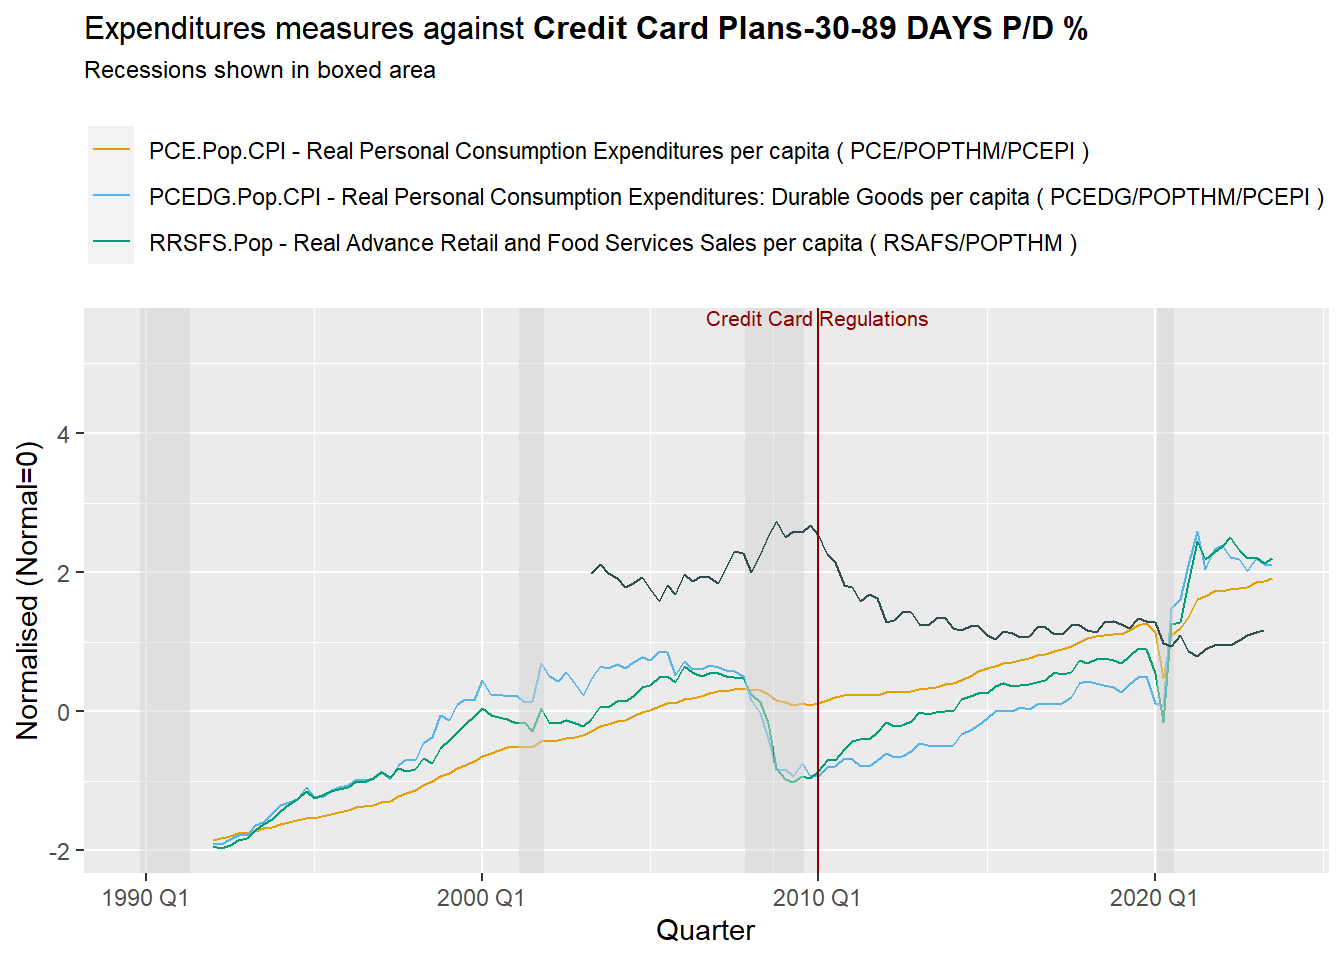 Expenditures measures against Credit Card Plans-30-89 DAYS P/D %
Recessions shown in boxed area
PCE.Pop.CPI - Real Personal Consumption Expenditures per capita ( PCE/POPTHM/PCEPI )
PCEDG.Pop.CPI - Real Personal Consumption Expenditures: Durable Goods per capita ( PCEDG/POPTHM/PCEPI )
RRSFS.Pop - Real Advance Retail and Food Services Sales per capita ( RSAFS/POPTHM )
Credit Card Regulations
4
2
0
-2
Normalised (Normal=0)
1990 Q1 2000 Q1 2010 Q1 2020 Q1
Quarter